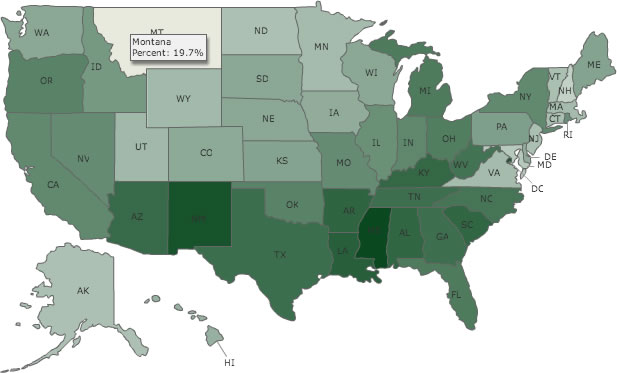 WA
MT
ND
MN
Montana
Percent: 19.7%
OR
ID
WY
SD
WI
MI
NY
VT
NH
ME
MA
CT
RI
NV
UT
CO
NE
IA
IL
IN
OH
PA
NJ
DE
MD
DC
CA
AZ
NM
KS
MO
KY
WV
VA
OK
AR
TN
NC
TX
LA
AL
GA
SC
FL
AK
HI